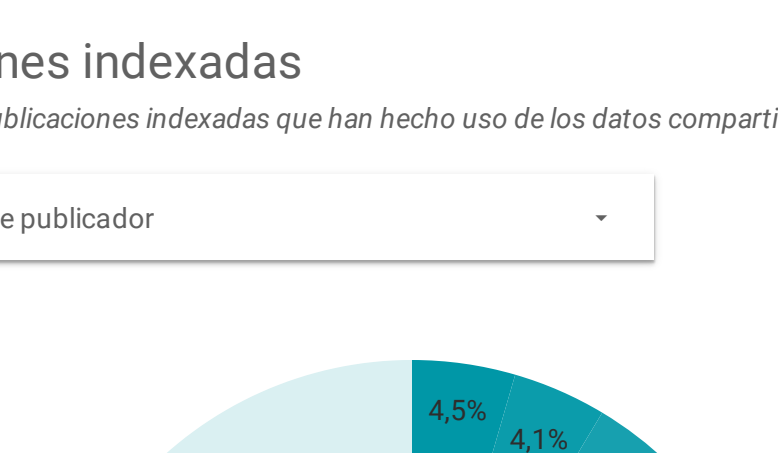 nes indexadas
ublicaciones indexadas que han hecho uso de los datos comparti
e publicador
4,5%
4,1%